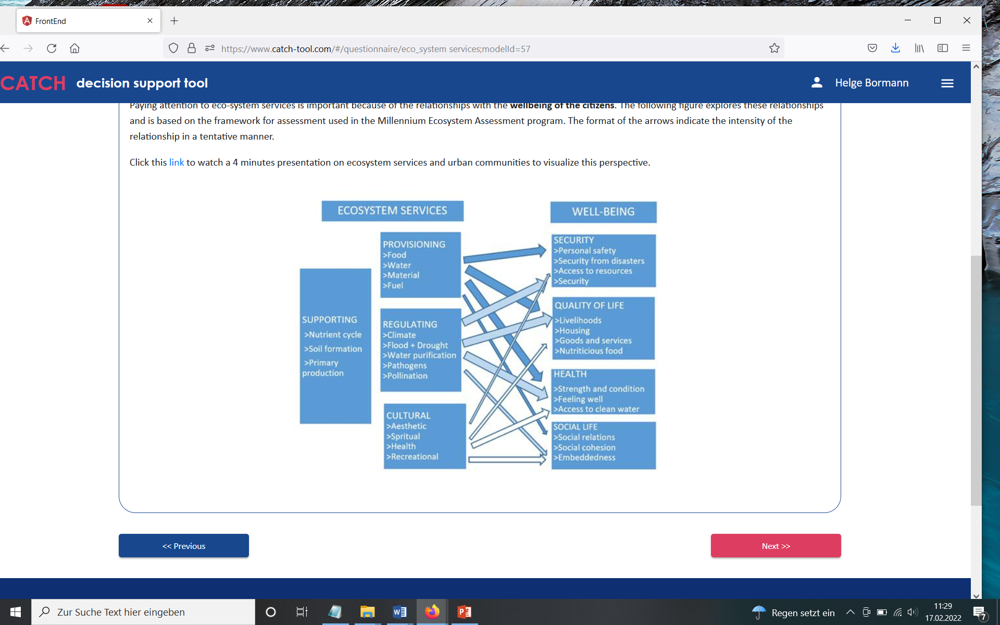 FrontEnd
https://www.catch-tool.com/#/questionnaire/eco_system services;modelId=57
CATCH decision support tool
Helge Bormann
Paying attention to eco-system services is important because of the relationships with the wellbeing of the citizens. The following figure explores these relationships
and is based on the framework for assessment used in the Millennium Ecosystem Assessment program. The format of the arrows indicate the intensity of the
relationship in a tentative manner.
Click this link to watch a 4 minutes presentation on ecosystem services and urban communities to visualize this perspective.
ECOSYSTEM SERVICES
WELL-BEING
SUPPORTING
>Nutrient cycle
>Soil formation
>Primary
production
PROVISIONING
>Food
>Water
>Material
>Fuel
REGULATING
>Climate
>Flood + Drought
>Water purification
>Pathogens
>Pollination
CULTURAL
>Aesthetic
>Spritual
>Health
>Recreational
SECURITY
>Personal safety
>Security from disasters
>Access to resources
>Security
QUALITY OF LIFE
>Livelihoods
>Housing
>Goods and services
>Nutriticious food
HEALTH
>Strength and condition
>Feeling well
>Access to clean water
SOCIAL LIFE
>Social relations
>Social cohesion
>Embeddedness
<< Previous
Next >>
Zur Suche Text hier eingeben
Regen setzt ein
11:29
17.02.2022
7